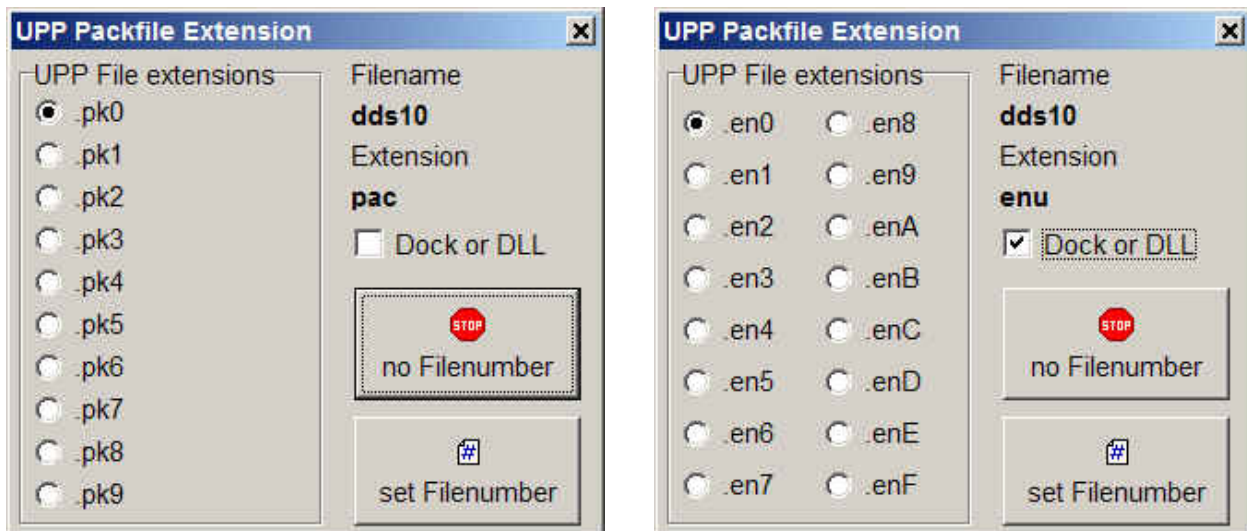 UPP Packfile Extension
UPP File extensions
.pk0
.pk1
.pk2
.pk3
.pk4
.pk5
.pk6
.pk7
.pk8
.pk9
Filename
dds10
Extension
pac
Dock or DLL
STOP
no Filenumber
#
set Filenumber
UPP Packfile Extension
UPP File extensions
.en0 .en8
.en1 .en9
.en2 .enA
.en3 .enB
.en4 .enC
.en5 .enD
.en6 .enE
.en7 .enF
Filename
dds10
Extension
enu
Dock or DLL
STOP
no Filenumber
#
set Filenumber